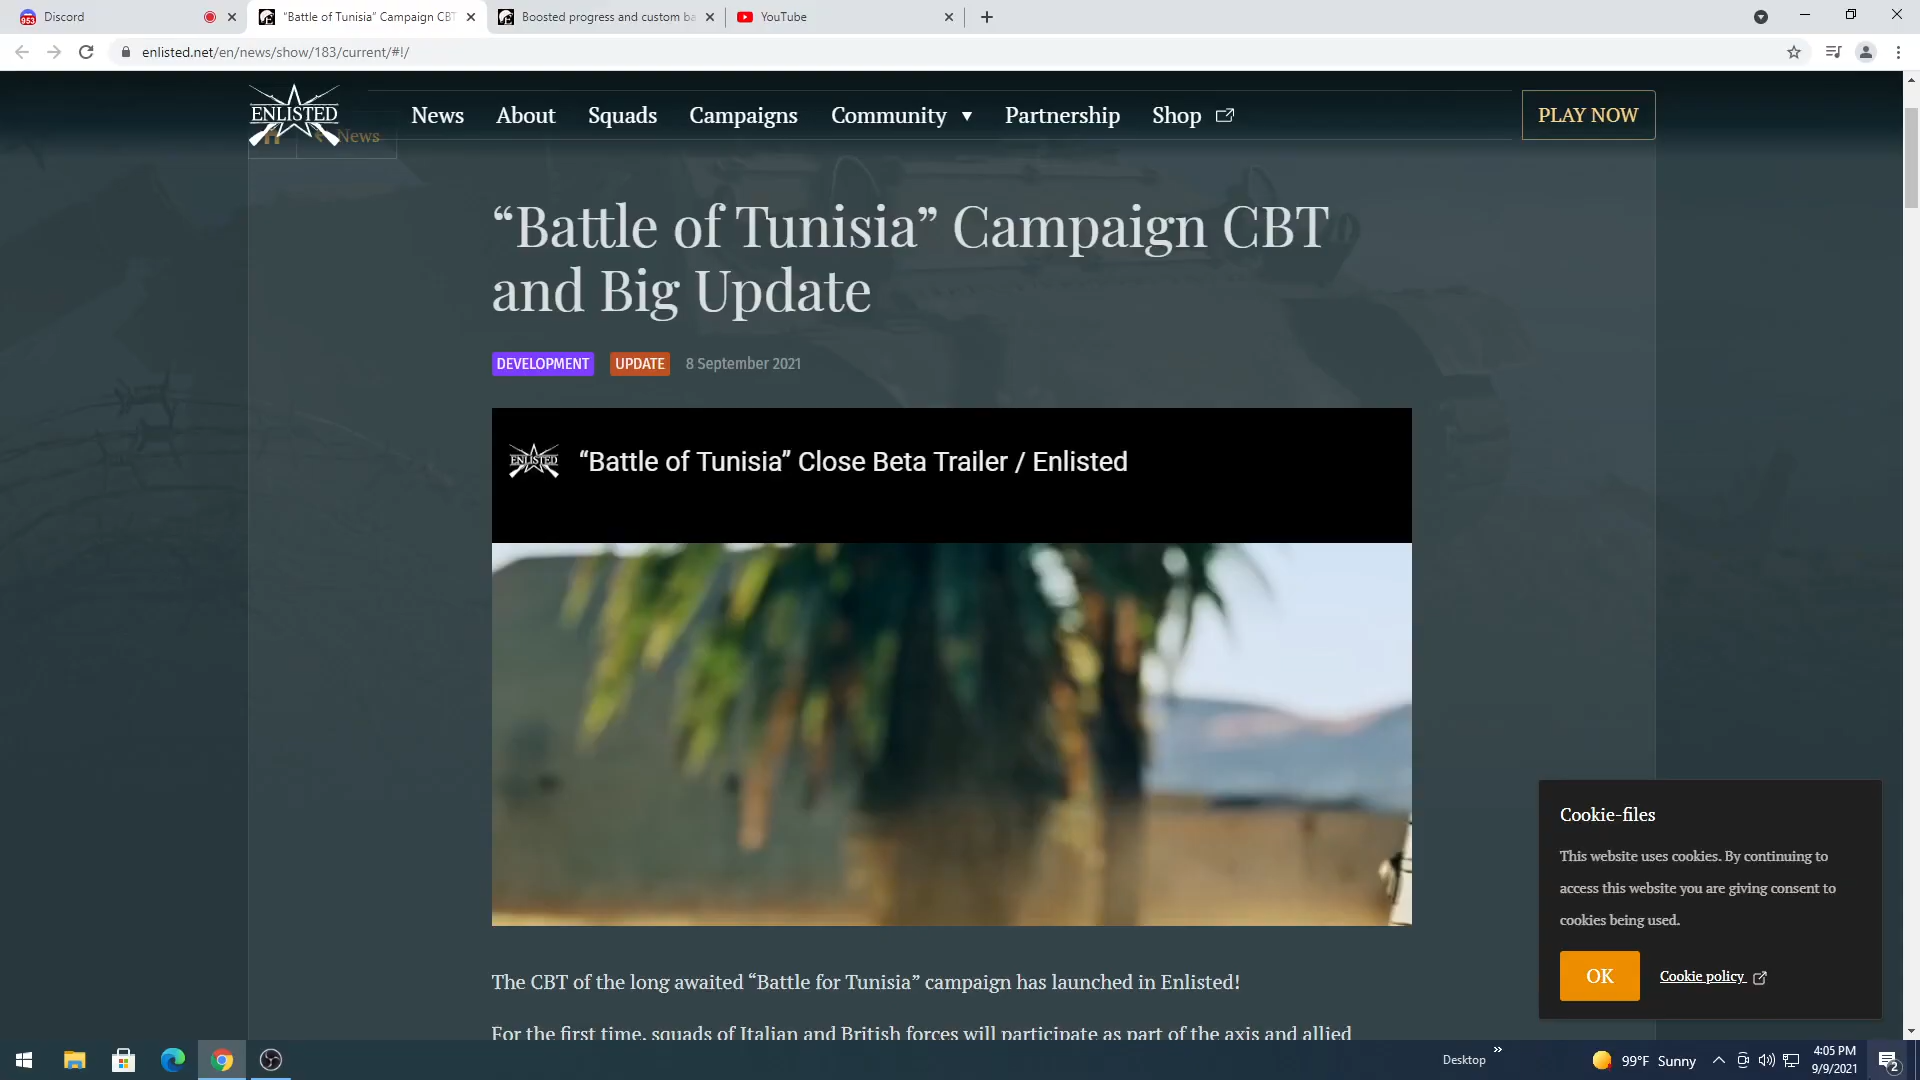 953
Discord
"Battle of Tunisia" Campaign CBT
Boosted progress and custom ba
YouTube
enlisted.net/en/news/show/183/current/#!/
ENLISTED
News
News
About
Squads
Campaigns
Community
Partnership
Shop
PLAY NOW
“Battle of Tunisia” Campaign CBT
and Big Update
DEVELOPMENT
UPDATE
8 September 2021
ENLISTED
“Battle of Tunisia” Close Beta Trailer / Enlisted
The CBT of the long awaited “Battle for Tunisia” campaign has launched in Enlisted!
For the first time, squads of Italian and British forces will participate as part of the axis and allied
Cookie-files
This website uses cookies. By continuing to
access this website you are giving consent to
cookies being used.
OK
Cookie policy
Desktop
99°F Sunny
4:05 PM
9/9/2021
2